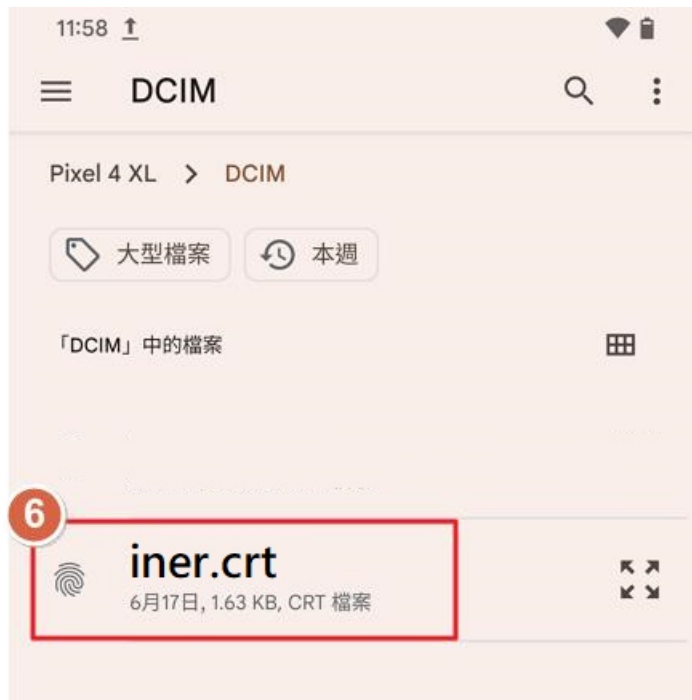 11:58
DCIM
Pixel 4 XL > DCIM
大型檔案 本週
「DCIM」中的檔案
6
iner.crt
6月17日, 1.63 KB, CRT 檔案